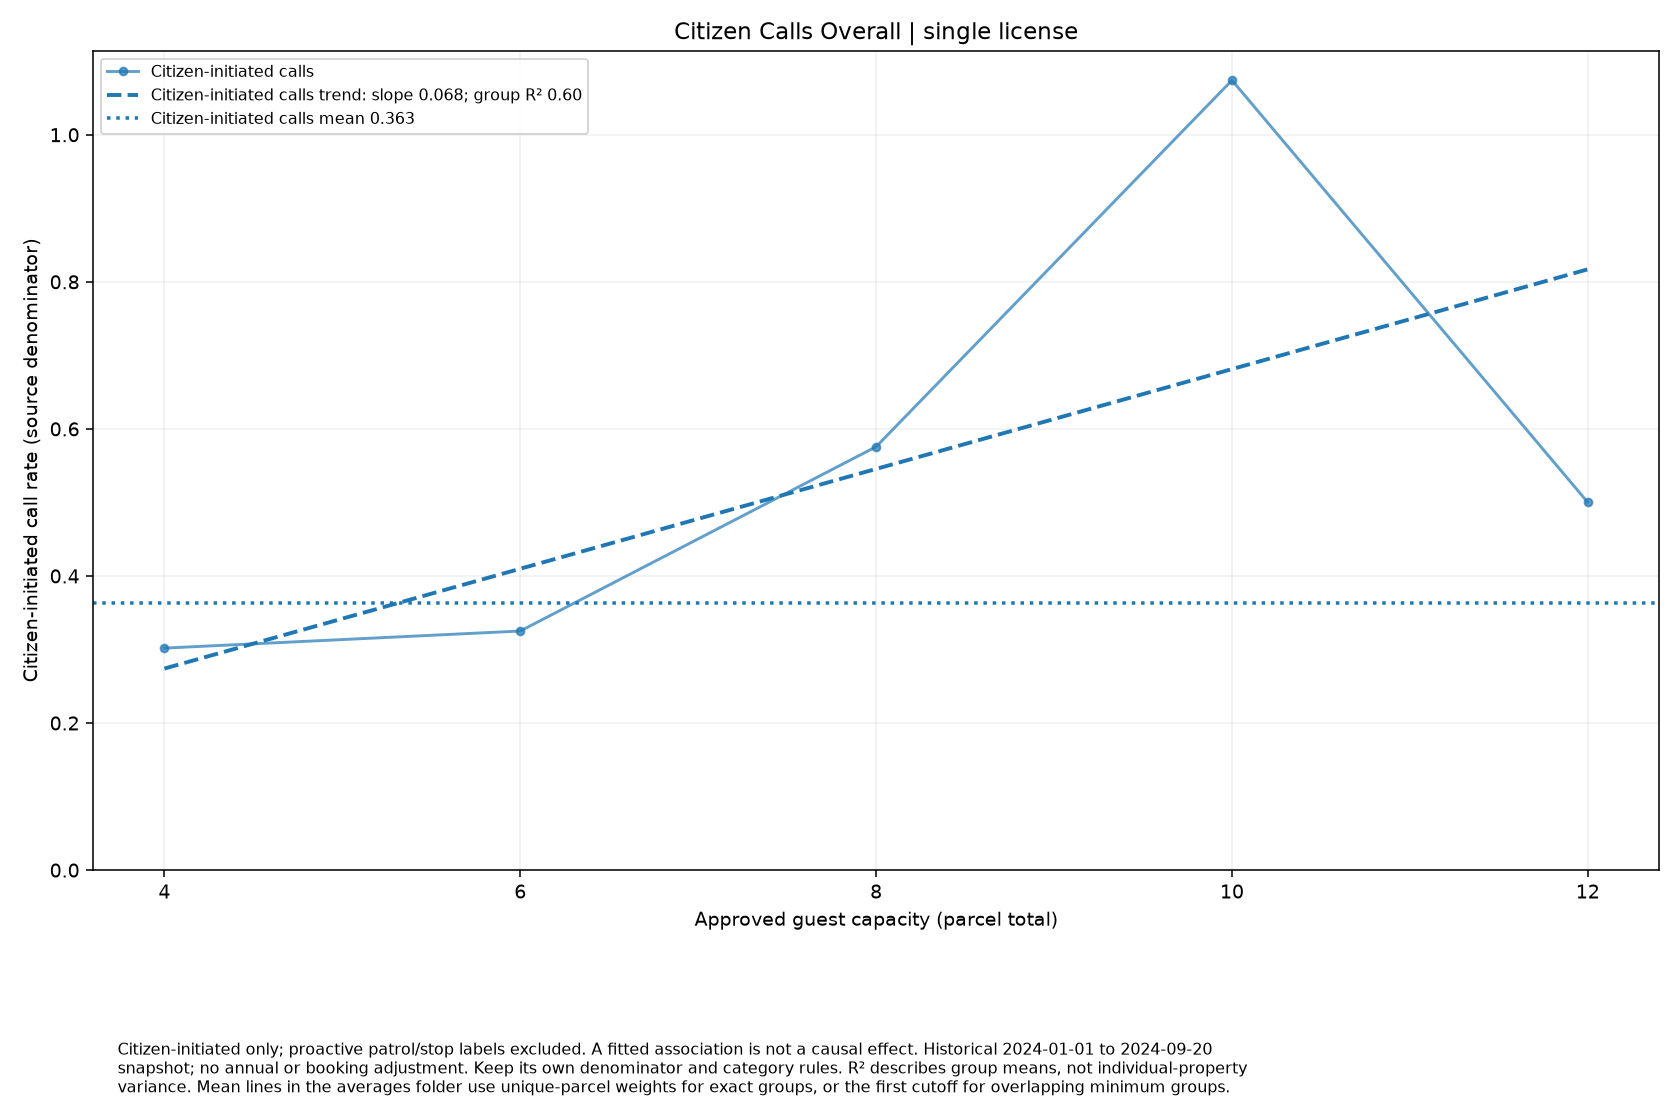 Citizen Calls Overall | single license
Citizen-initiated calls
Citizen-initiated calls trend: slope 0.068; group R² 0.60
Citizen-initiated calls mean 0.363
Citizen-initiated call rate (source denominator)
1.0
0.8
0.6
0.4
0.2
0.0
4 6 8 10 12
Approved guest capacity (parcel total)
Citizen-initiated only; proactive patrol/stop labels excluded. A fitted association is not a causal effect. Historical 2024-01-01 to 2024-09-20
snapshot; no annual or booking adjustment. Keep its own denominator and category rules. R² describes group means, not individual-property
variance. Mean lines in the averages folder use unique-parcel weights for exact groups, or the first cutoff for overlapping minimum groups.